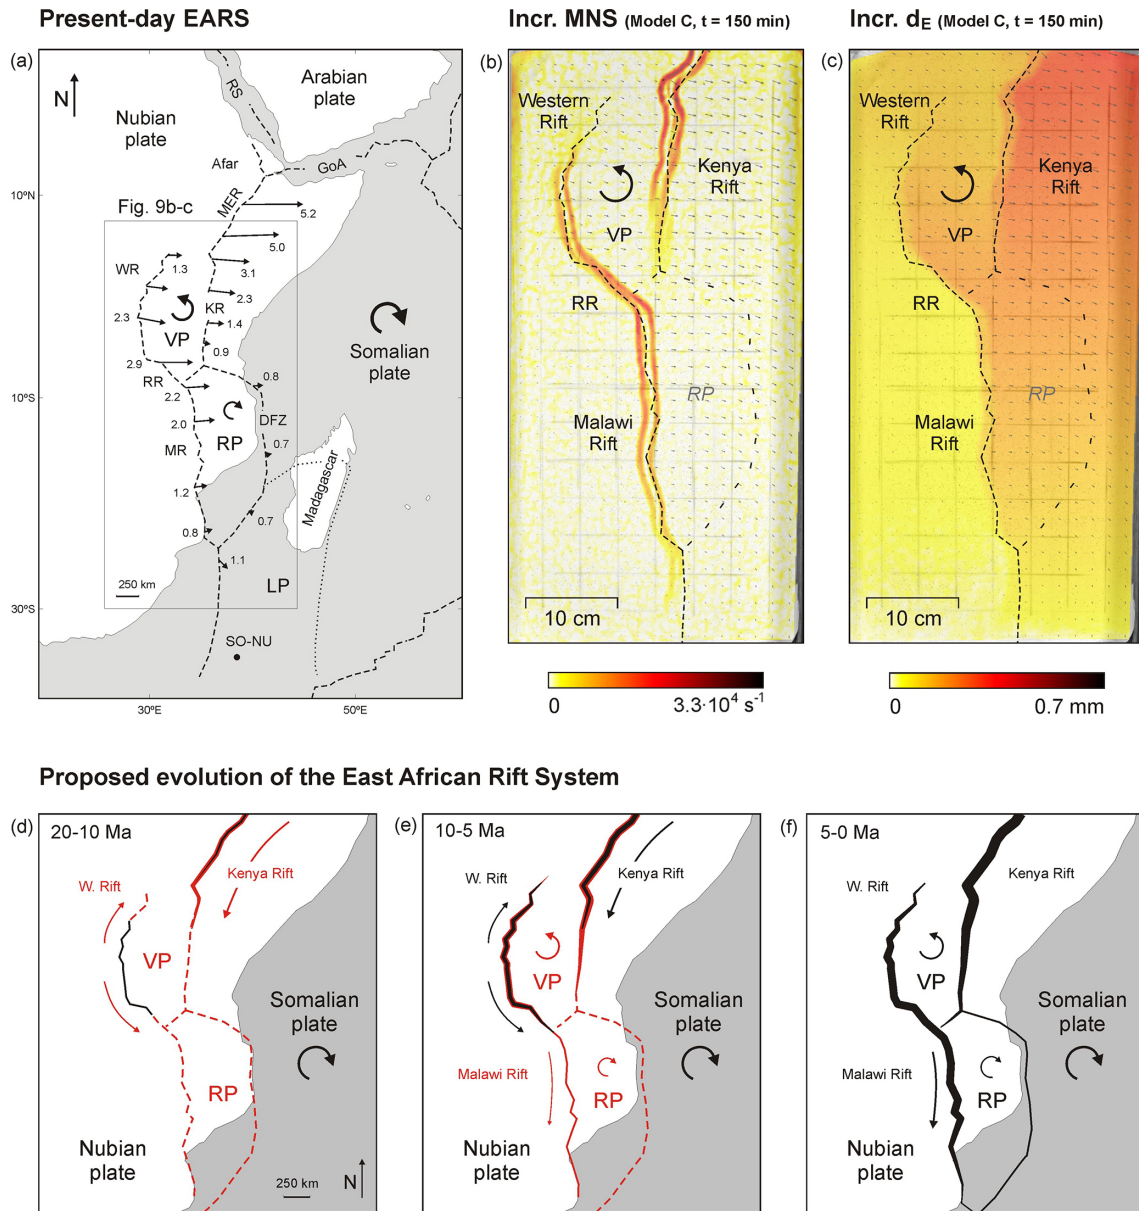 Present-day EARS
Incr. MNS (Model C, t = 150 min)
Incr. dE (Model C, t = 150 min)
(a)
N
RS
Arabian
plate
Nubian
plate
Afar
GoA
10ºN
MER
Fig. 9b-c
5.2
5.0
WR
1.3
3.1
KR
2.3
2.3
VP
1.4
Somalian
plate
0.9
2.9
RR
0.8
2.2
10ºS
2.0
DFZ
RP
MR
0.7
Madagascar
1.2
0.8
0.7
1.1
250 km
LP
30ºS
SO-NU
30ºE
50ºE
(b)
Western
Rift
Kenya
Rift
VP
RR
RP
Malawi
Rift
10 cm
0
3.3·10⁴ s⁻¹
(c)
Western
Rift
Kenya
Rift
VP
RR
RP
Malawi
Rift
10 cm
0
0.7 mm
Proposed evolution of the East African Rift System
(d)
20-10 Ma
W. Rift
Kenya Rift
VP
Somalian
plate
RP
Nubian
plate
250 km
N
(e)
10-5 Ma
W. Rift
Kenya Rift
VP
Somalian
plate
Malawi Rift
RP
Nubian
plate
(f)
5-0 Ma
W. Rift
Kenya Rift
VP
Somalian
plate
Malawi Rift
RP
Nubian
plate